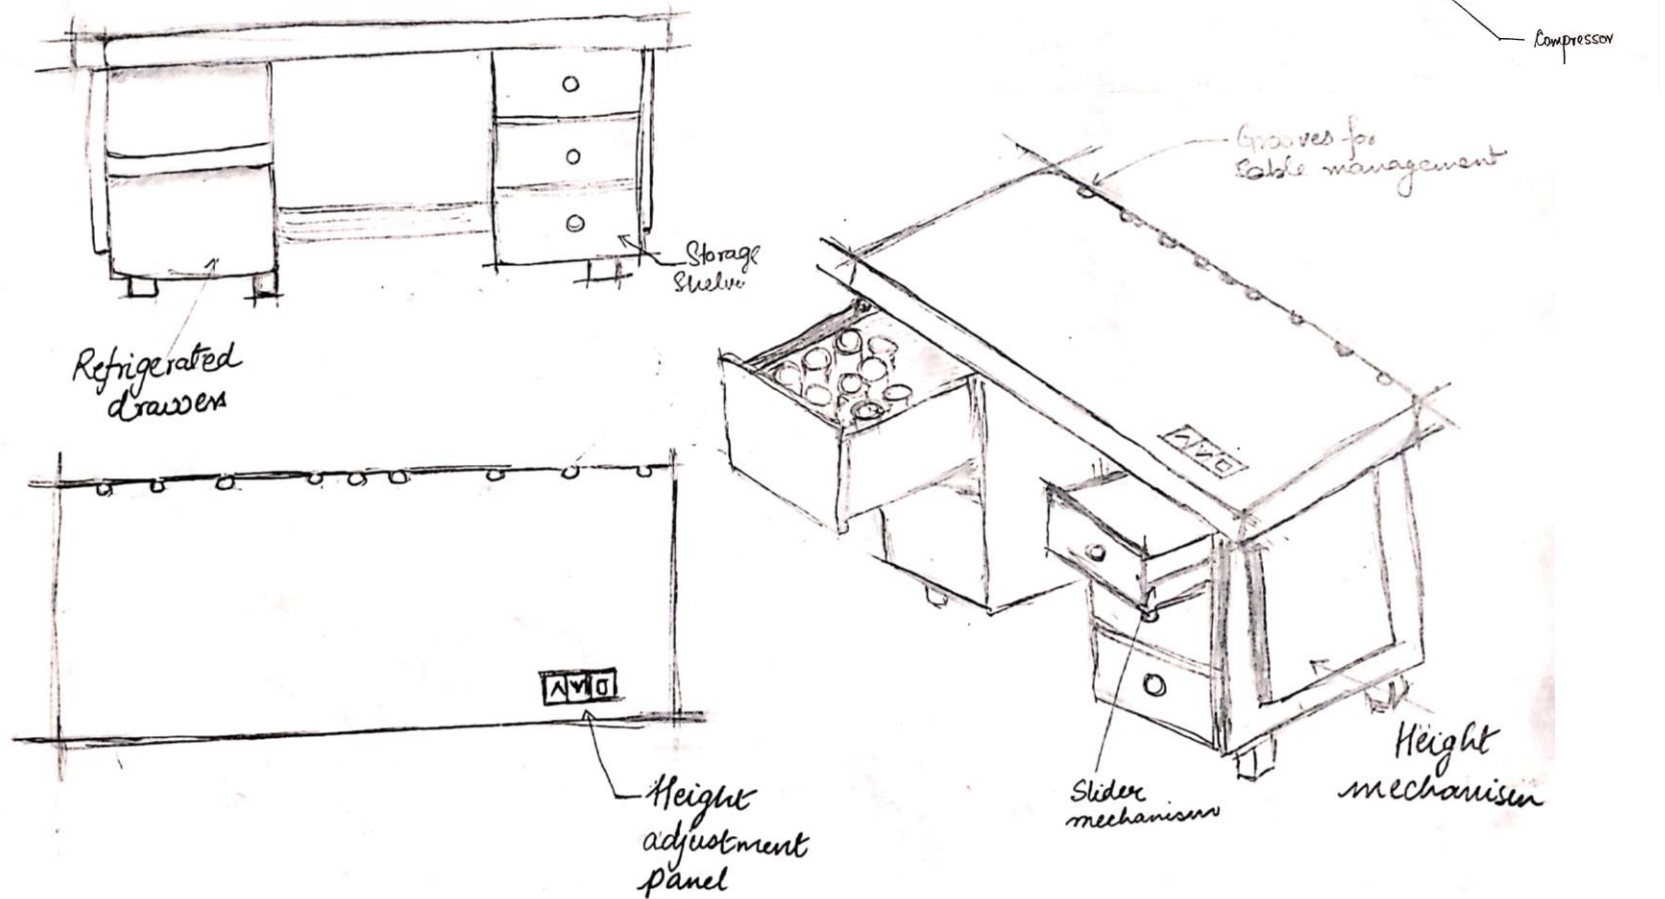 Compressor
Grooves for
Cable management
Storage
Shelve
Refrigerated
drawers
Height
adjustment
panel
Slider
mechanism
Height
mechanism